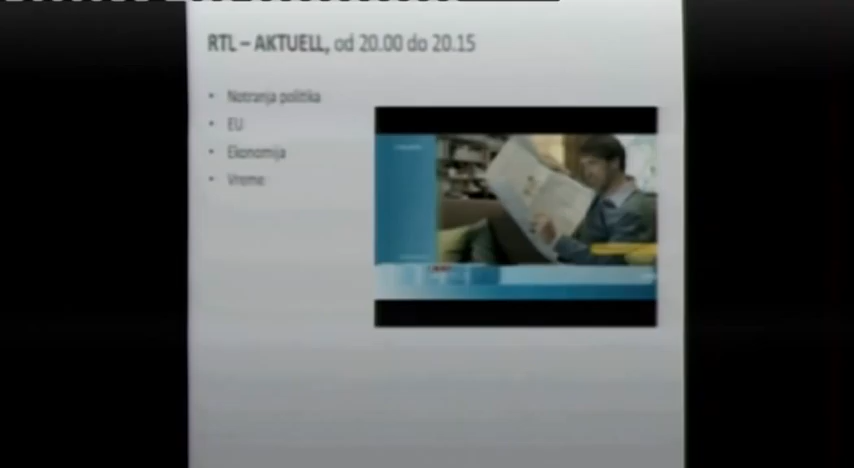 RTL – AKTUELL, od 20.00 do 20.15
• Notranja politika
• EU
• Ekonomija
• Vreme